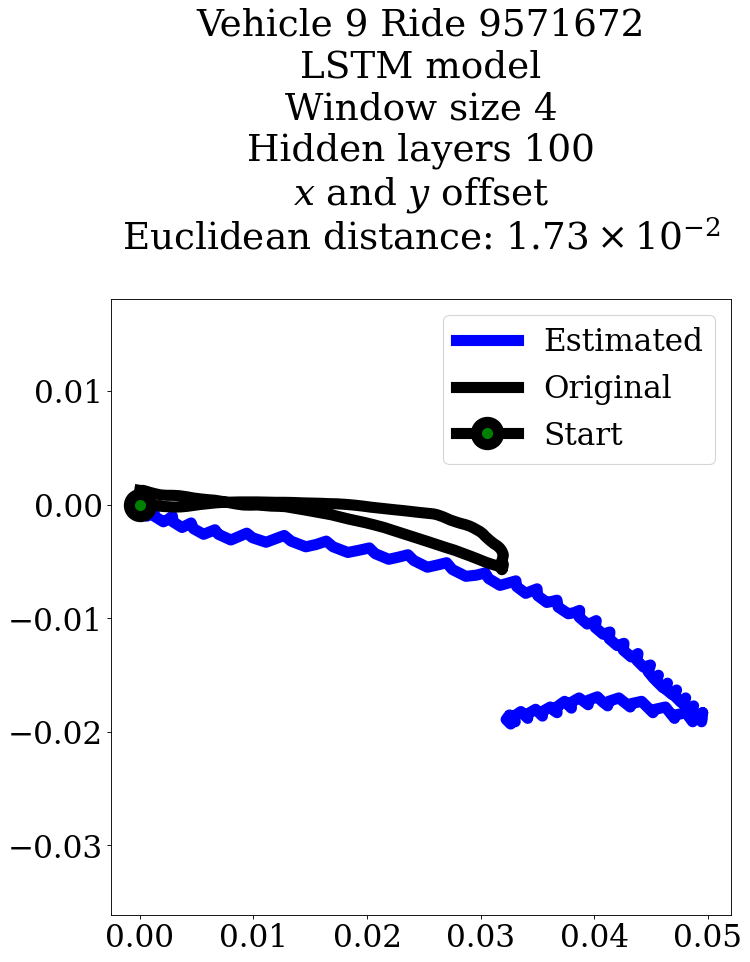 Vehicle 9 Ride 9571672
LSTM model
Window size 4
Hidden layers 100
x and y offset
Euclidean distance: 1.73 × 10⁻²
Estimated
Original
Start
0.01
0.00
−0.01
−0.02
−0.03
0.00 0.01 0.02 0.03 0.04 0.05